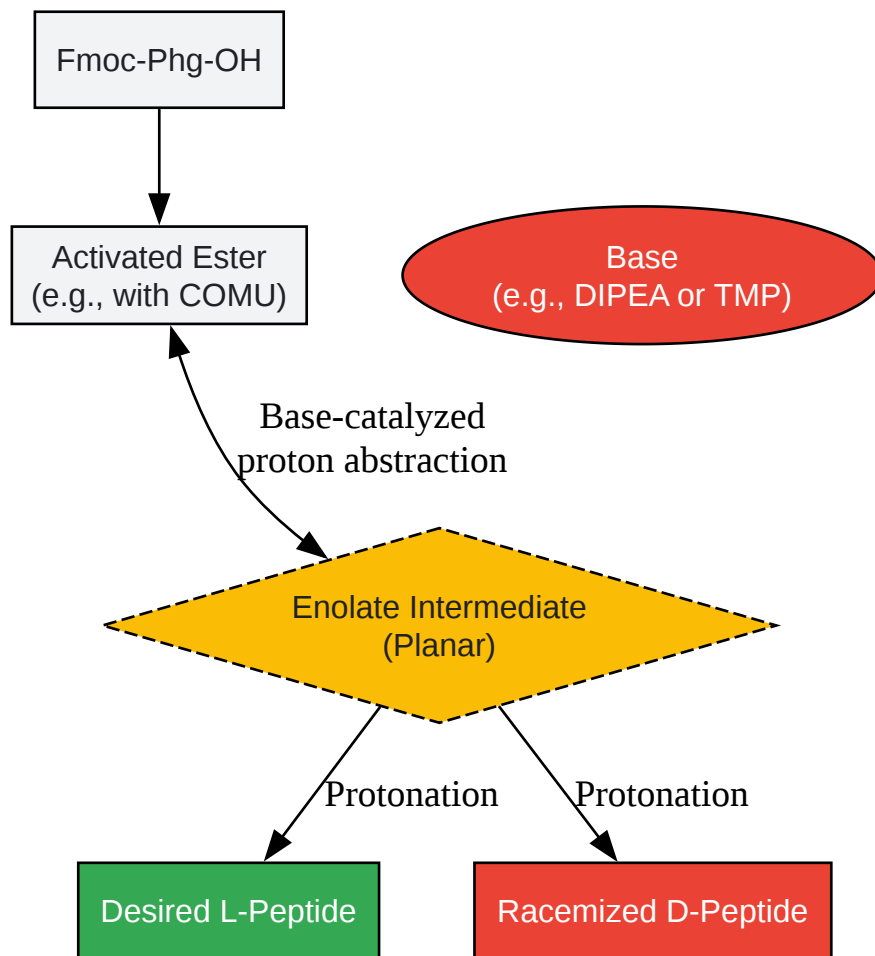 Fmoc-Phg-OH
Activated Ester
(e.g., with COMU)
Base
(e.g., DIPEA or TMP)
Base-catalyzed
proton abstraction
Enolate Intermediate
(Planar)
Protonation
Protonation
Desired L-Peptide
Racemized D-Peptide